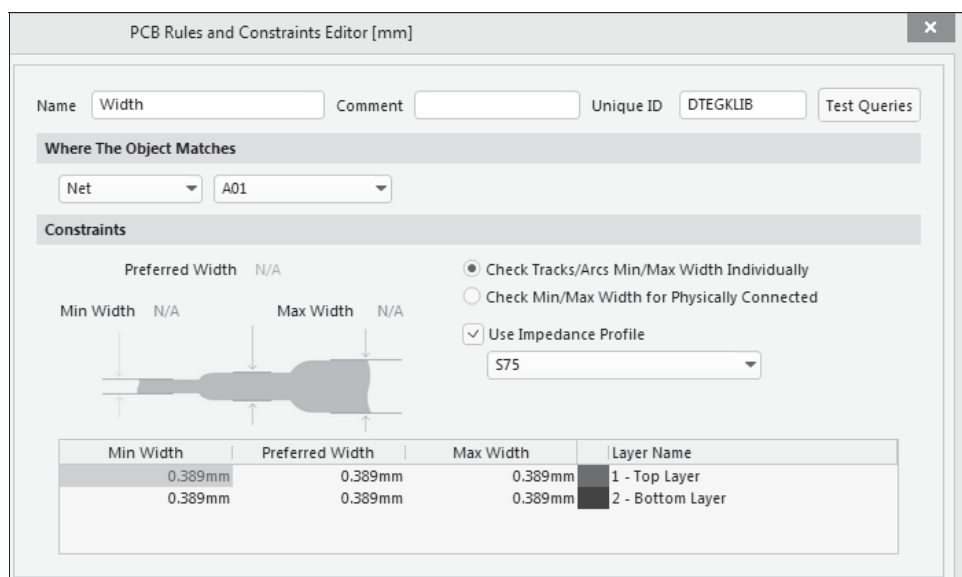 PCB Rules and Constraints Editor [mm]
Name Width Comment Unique ID DTEGKLIB Test Queries
Where The Object Matches
Net A01
Constraints
Preferred Width N/A
Min Width N/A Max Width N/A
Check Tracks/Arcs Min/Max Width Individually
Check Min/Max Width for Physically Connected
Use Impedance Profile
S75
Min Width Preferred Width Max Width Layer Name
0.389mm 0.389mm 0.389mm 1 - Top Layer
0.389mm 0.389mm 0.389mm 2 - Bottom Layer